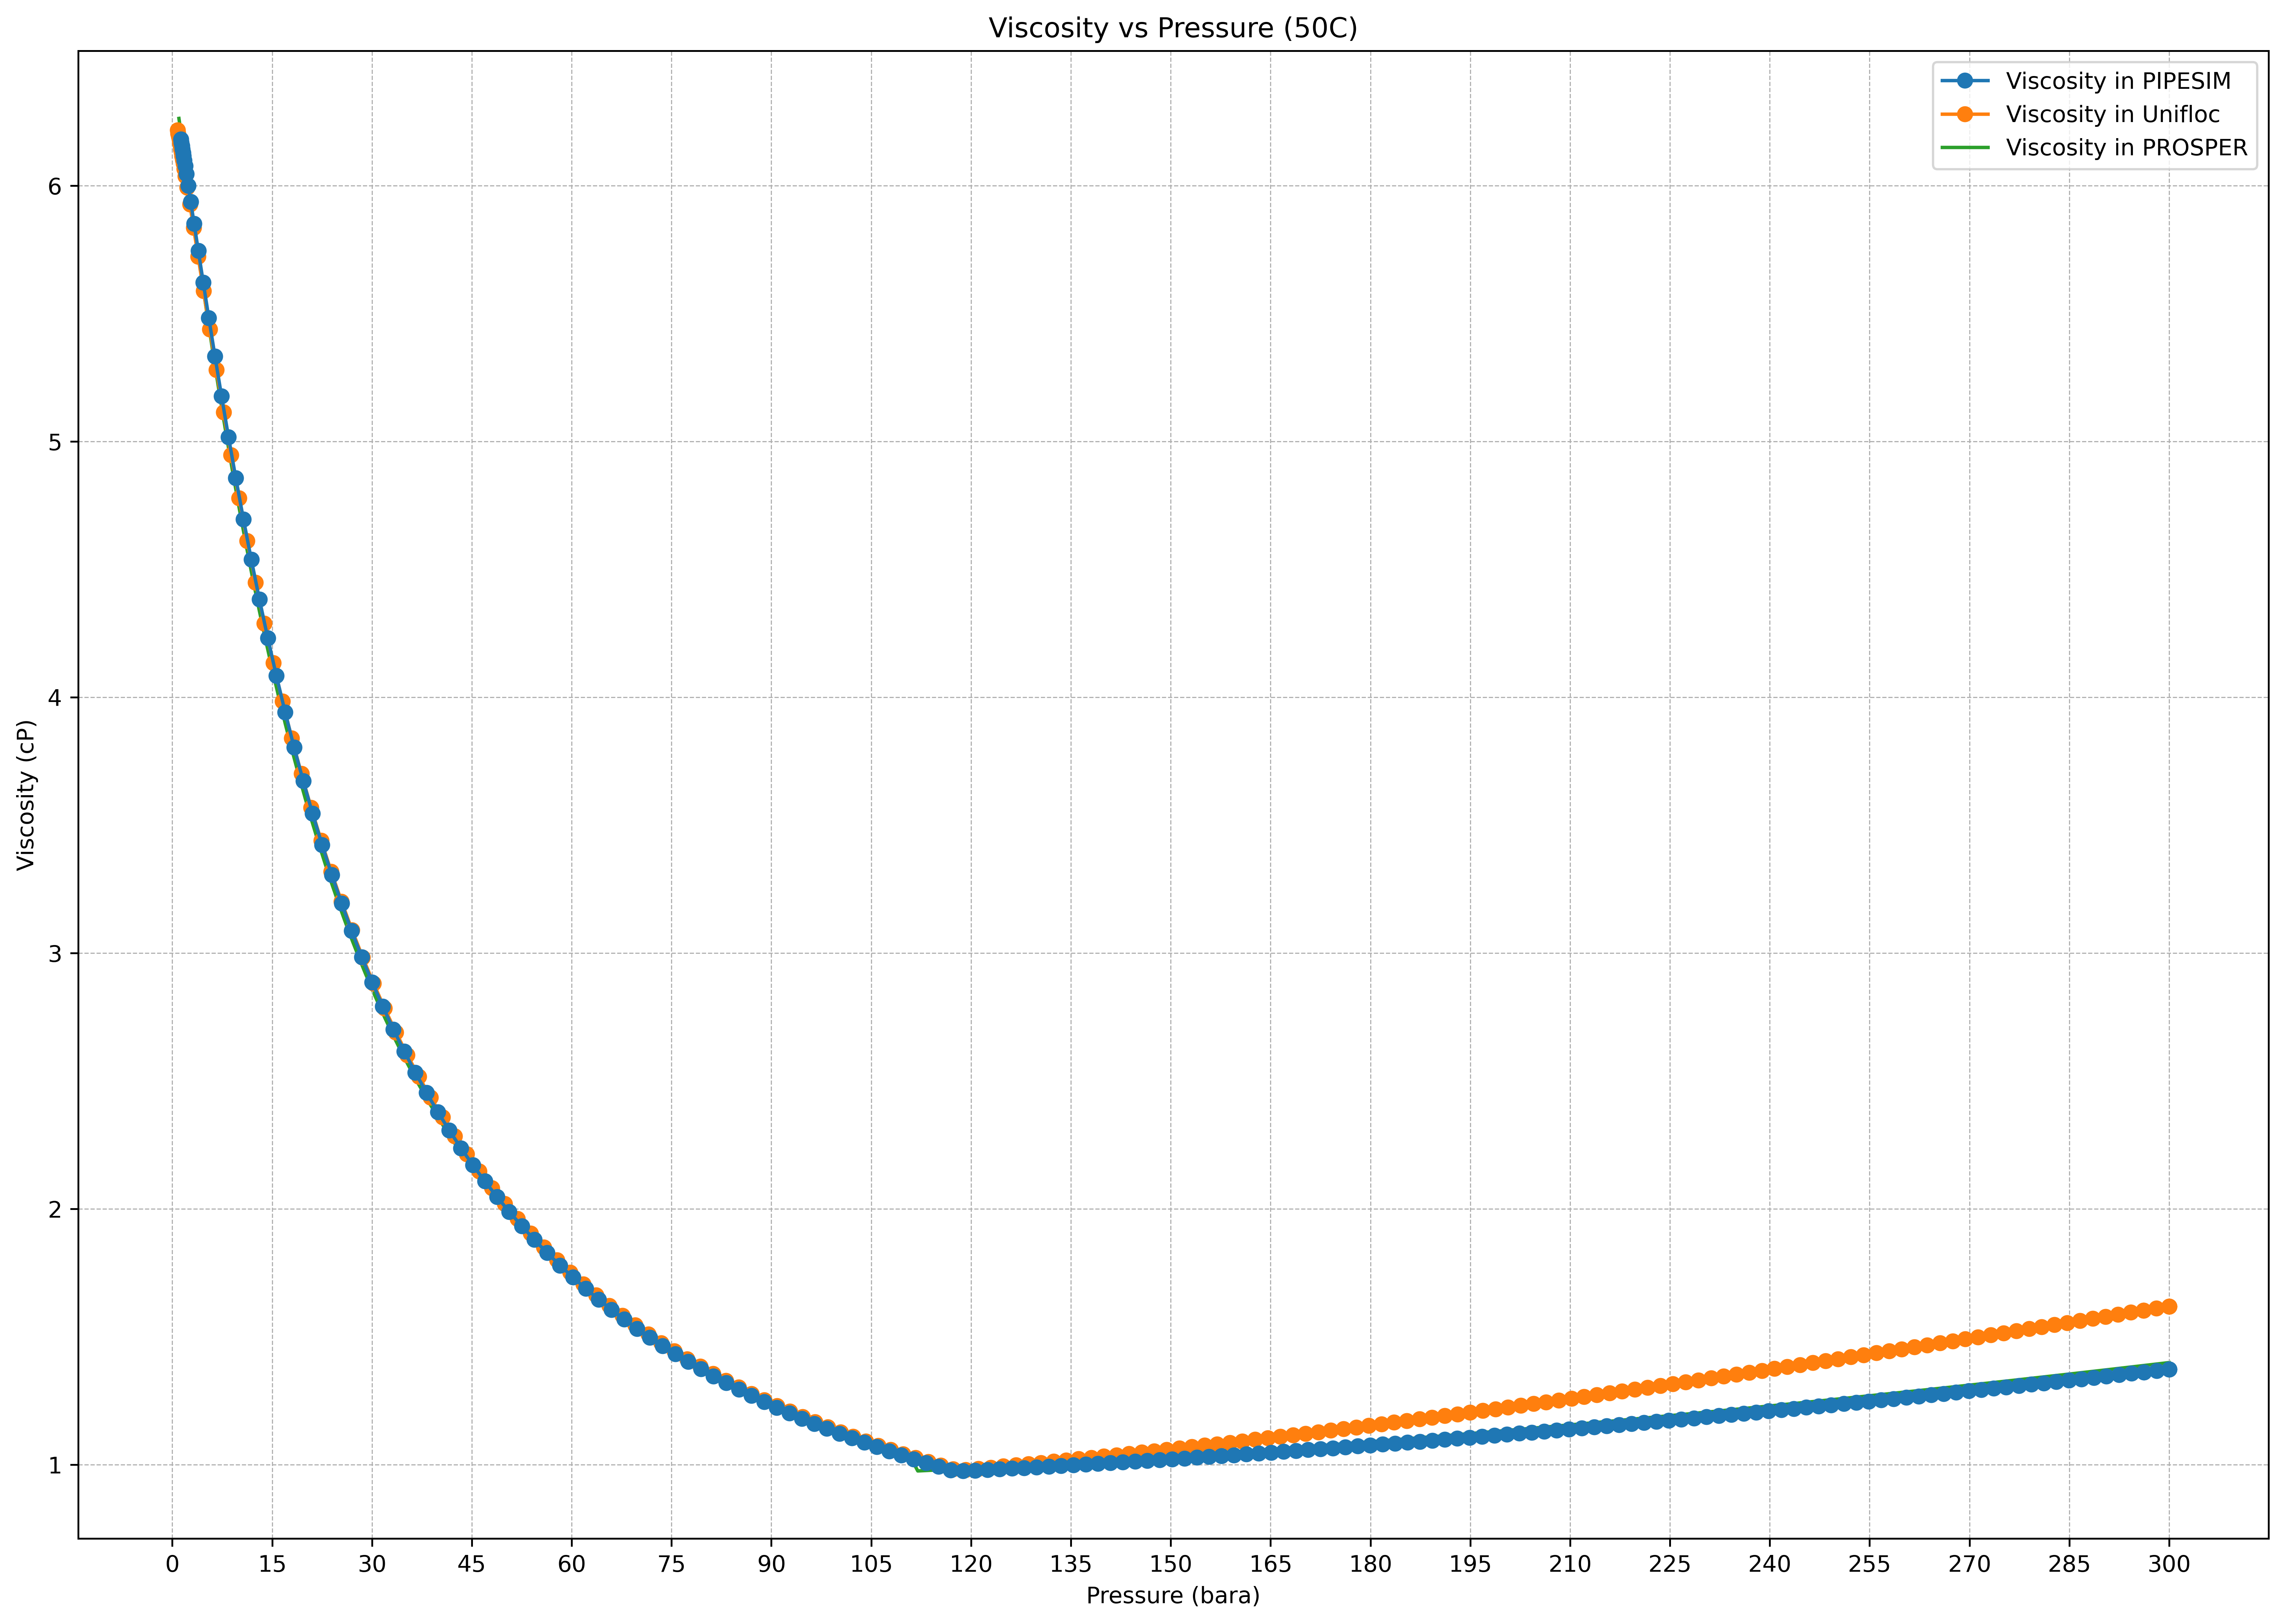 Viscosity vs Pressure (50C)
Viscosity in PIPESIM
Viscosity in Unifloc
Viscosity in PROSPER
Viscosity (cP)
6
5
4
3
2
1
0 15 30 45 60 75 90 105 120 135 150 165 180 195 210 225 240 255 270 285 300
Pressure (bara)